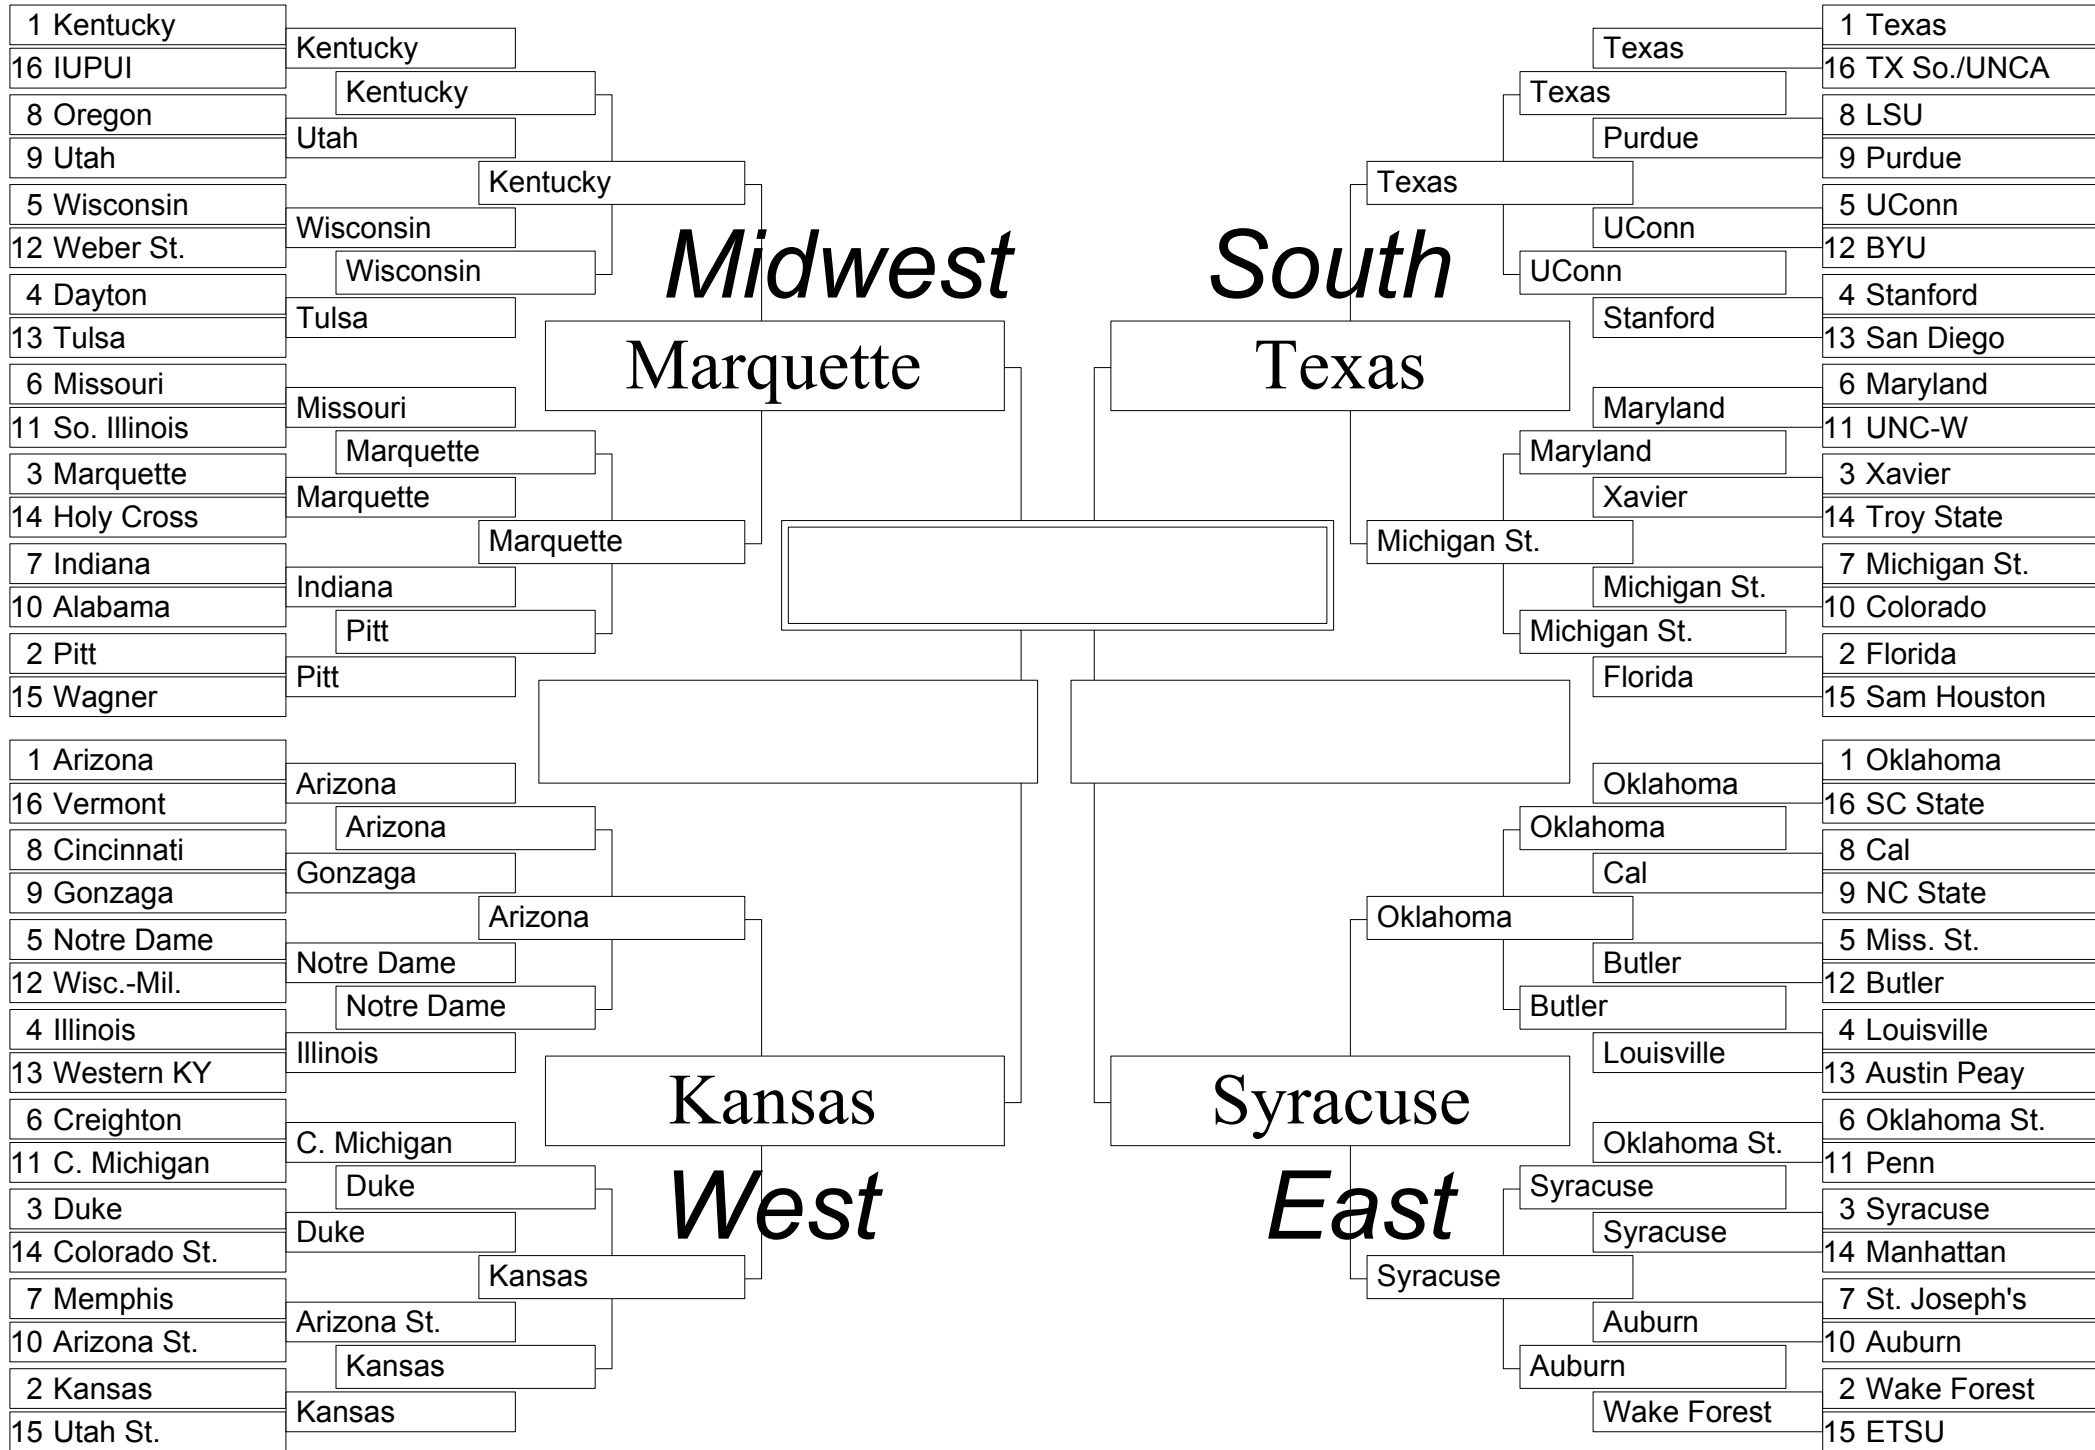 1 Kentucky
16 IUPUI
8 Oregon
9 Utah
5 Wisconsin
12 Weber St.
4 Dayton
13 Tulsa
6 Missouri
11 So. Illinois
3 Marquette
14 Holy Cross
7 Indiana
10 Alabama
2 Pitt
15 Wagner
Kentucky
Utah
Wisconsin
Tulsa
Missouri
Marquette
Indiana
Pitt
Kentucky
Wisconsin
Marquette
Pitt
Kentucky
Marquette
Midwest
Marquette
1 Arizona
16 Vermont
8 Cincinnati
9 Gonzaga
5 Notre Dame
12 Wisc.-Mil.
4 Illinois
13 Western KY
6 Creighton
11 C. Michigan
3 Duke
14 Colorado St.
7 Memphis
10 Arizona St.
2 Kansas
15 Utah St.
Arizona
Gonzaga
Notre Dame
Illinois
C. Michigan
Duke
Arizona St.
Kansas
Arizona
Notre Dame
Duke
Kansas
Arizona
Kansas
Kansas
West
South
Texas
Texas
Michigan St.
Texas
UConn
Maryland
Michigan St.
Texas
Purdue
UConn
Stanford
Maryland
Xavier
Michigan St.
Florida
1 Texas
16 TX So./UNCA
8 LSU
9 Purdue
5 UConn
12 BYU
4 Stanford
13 San Diego
6 Maryland
11 UNC-W
3 Xavier
14 Troy State
7 Michigan St.
10 Colorado
2 Florida
15 Sam Houston
Syracuse
East
Oklahoma
Syracuse
Oklahoma
Butler
Syracuse
Auburn
Oklahoma
Cal
Butler
Louisville
Oklahoma St.
Syracuse
Auburn
Wake Forest
1 Oklahoma
16 SC State
8 Cal
9 NC State
5 Miss. St.
12 Butler
4 Louisville
13 Austin Peay
6 Oklahoma St.
11 Penn
3 Syracuse
14 Manhattan
7 St. Joseph's
10 Auburn
2 Wake Forest
15 ETSU